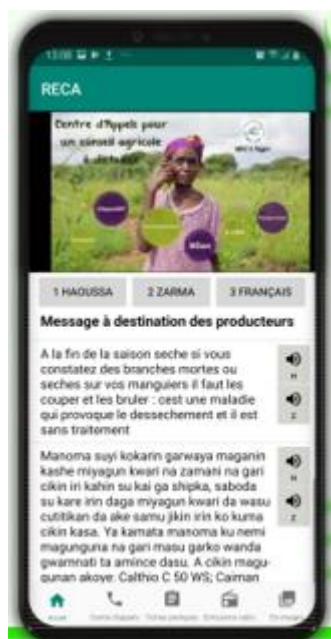 13:08
RECA
Centre d'Appels pour
un conseil agricole
à distance
1 HAOUSSA
2 ZARMA
3 FRANÇAIS
Message à destination des producteurs
A la fin de la saison seche si vous
constatez des branches mortes ou
seches sur vos manguiers il faut les
couper et les bruler : cest une maladie
qui provoque le dessechement et il est
sans traitement
H
Z
Manoma suyi kokarin garwaya maganin
kashe miyagun kwari na zamani na gari
cikin iri kahin su kai ga shipka, saboda
su kare irin daga miyagun kwari da wasu
cutitikan da ake samu jikin irin ko kuma
cikin kasa. Ya kamata manoma ku nemi
magunguna na gari masu garko wanda
gwamnati ta amince dasu. A cikin magu-
gunan akoye: Calthio C 50 WS; Caiman
H
Z